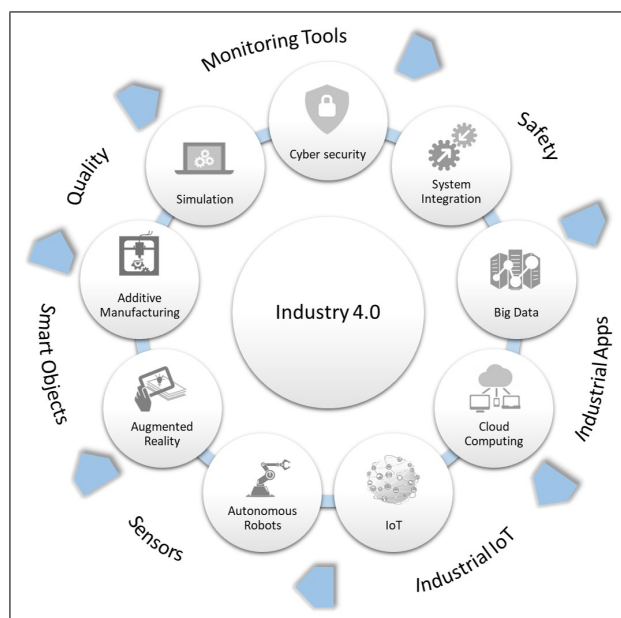 Monitoring Tools
Safety
Industrial Apps
Industrial IoT
Sensors
Smart Objects
Quality
Cyber security
System
Integration
Big Data
Cloud
Computing
IoT
Autonomous
Robots
Augmented
Reality
Additive
Manufacturing
Simulation
Industry 4.0